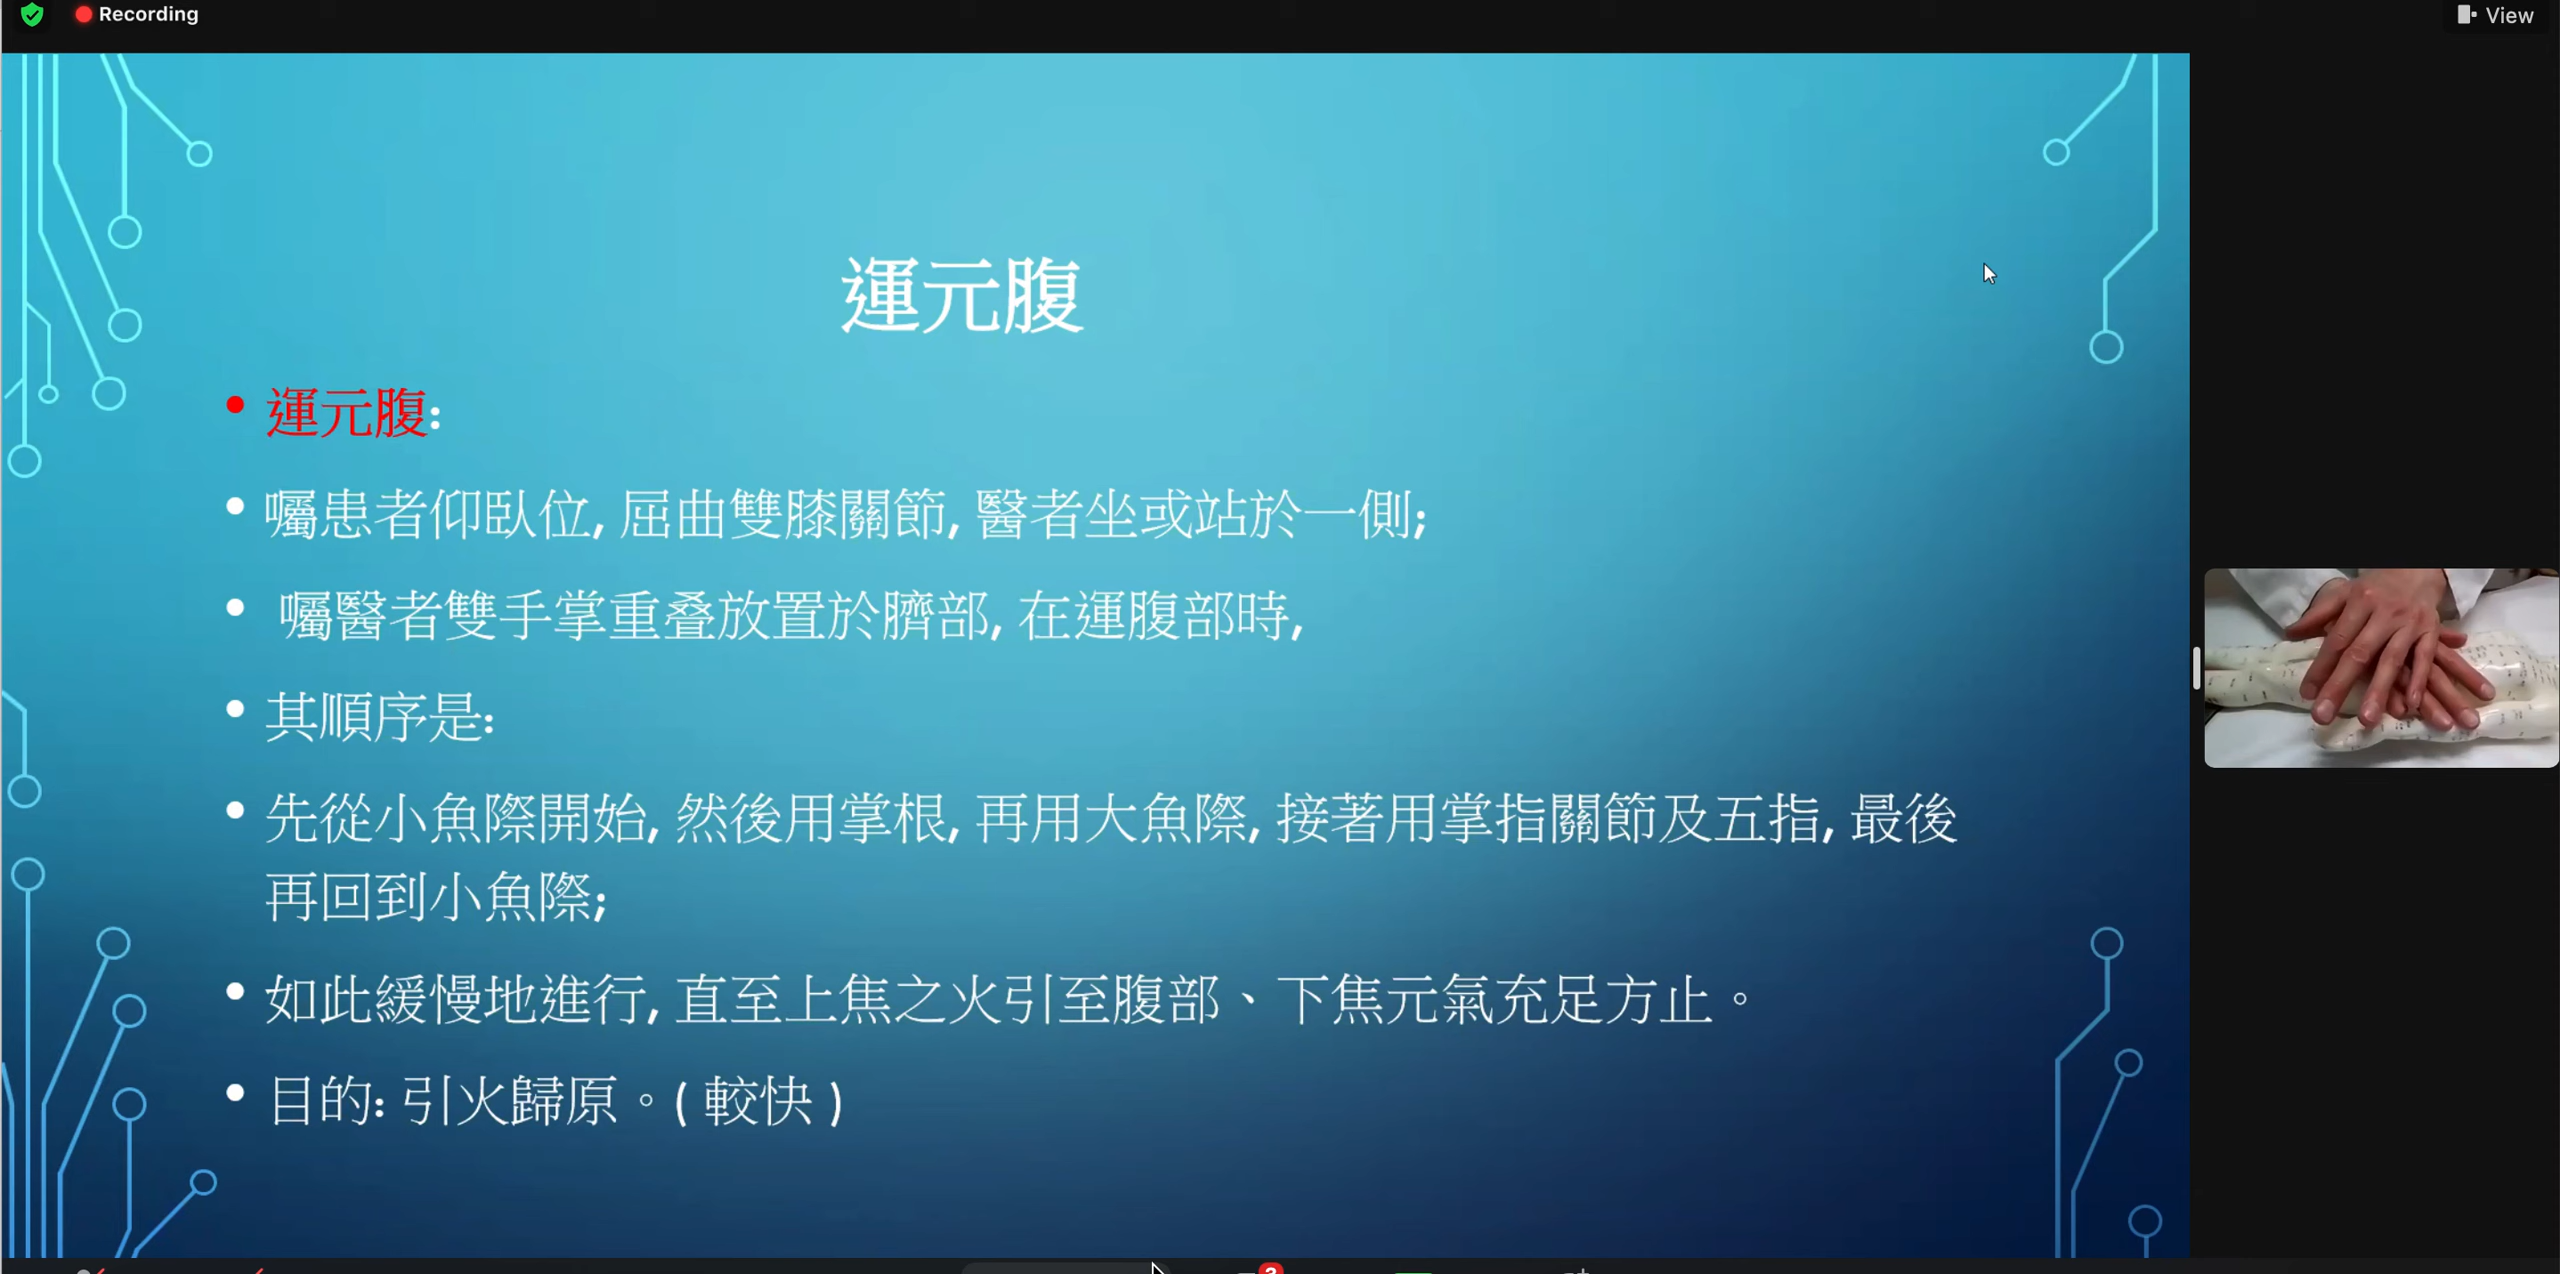 Recording
View
運元腹
運元腹:
囑患者仰臥位, 屈曲雙膝關節, 醫者坐或站於一側;
囑醫者雙手掌重叠放置於臍部, 在運腹部時,
其順序是:
先從小魚際開始, 然後用掌根, 再用大魚際, 接著用掌指關節及五指, 最後
再回到小魚際;
如此緩慢地進行, 直至上焦之火引至腹部、下焦元氣充足方止。
目的: 引火歸原。( 較快 )